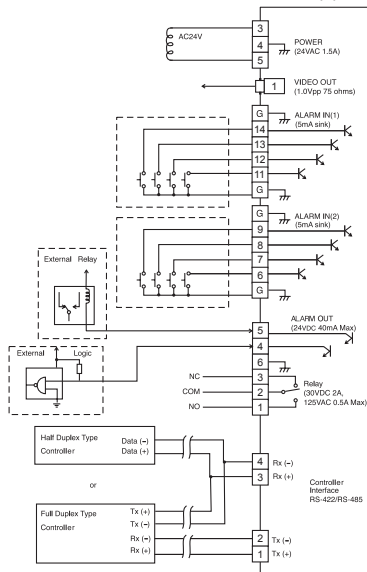 AC24V
3
4
5
POWER
(24VAC 1.5A)
1
VIDEO OUT
(1.0Vpp 75 ohms)
G
14
13
12
11
G
ALARM IN(1)
(5mA sink)
G
9
8
7
6
G
ALARM IN(2)
(5mA sink)
External Relay
External Logic
5
4
6
3
2
1
ALARM OUT
(24VDC 40mA Max)
NC
COM
NO
Relay
(30VDC 2A,
125VAC 0.5A Max)
Half Duplex Type
Controller
Data (-)
Data (+)
or
Full Duplex Type
Controller
Tx (+)
Tx (-)
Rx (-)
Rx (+)
4 Rx (-)
3 Rx (+)
2 Tx (-)
1 Tx (+)
Controller
Interface
RS-422/RS-485